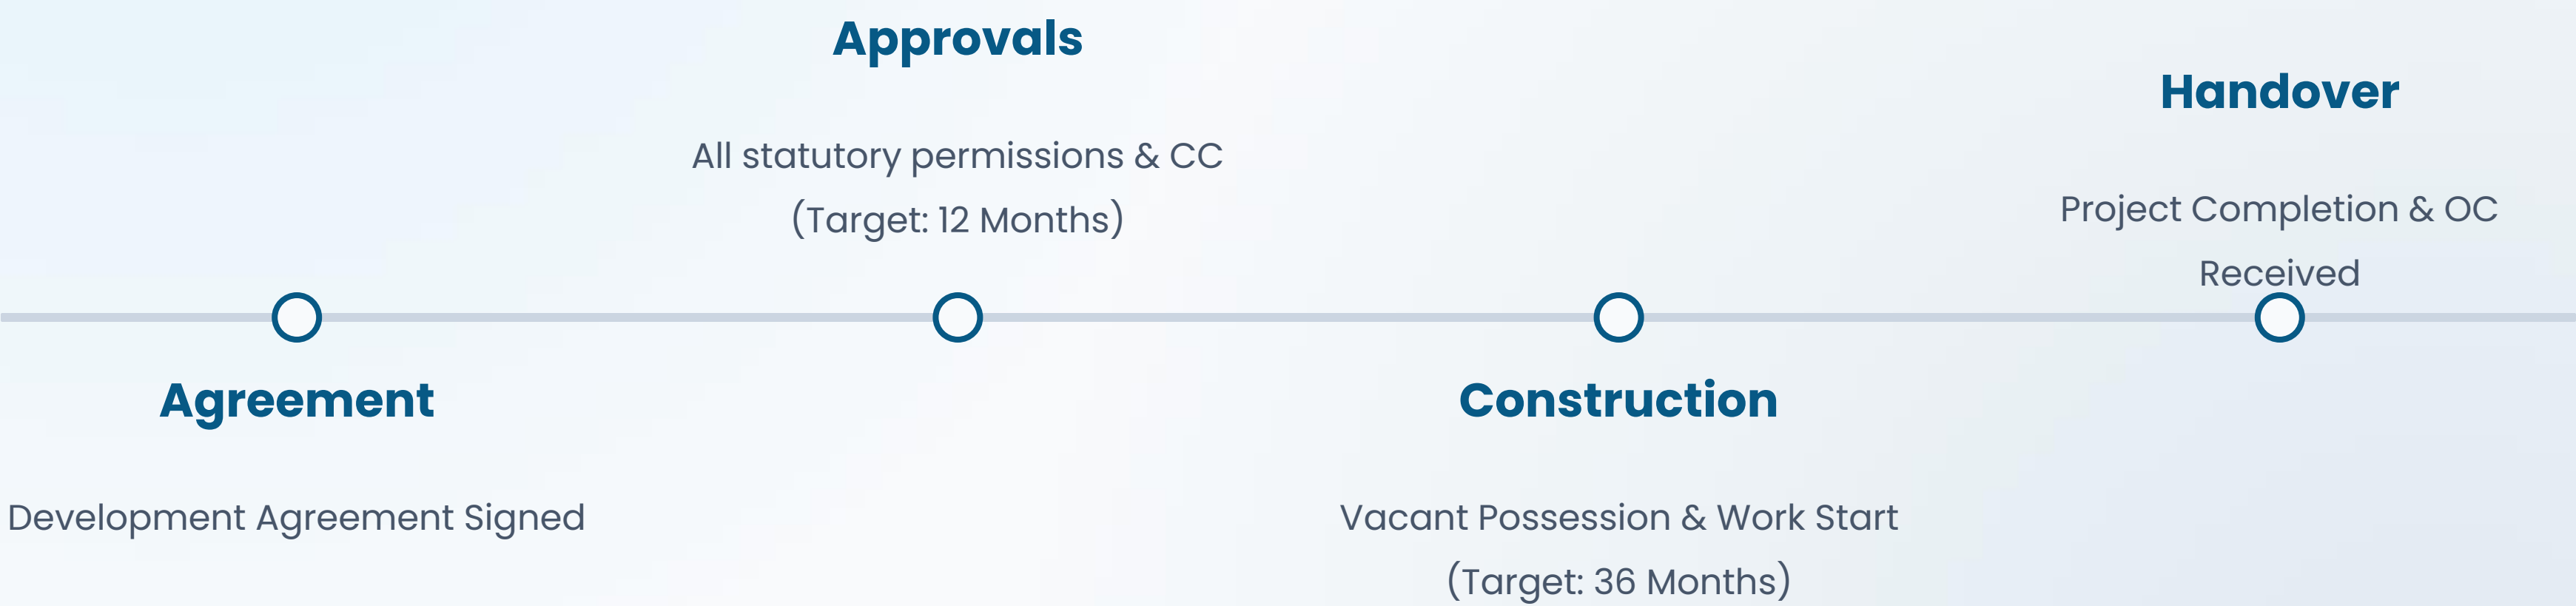 Agreement
Development Agreement Signed
Approvals
All statutory permissions & CC
(Target: 12 Months)
Construction
Vacant Possession & Work Start
(Target: 36 Months)
Handover
Project Completion & OC
Received